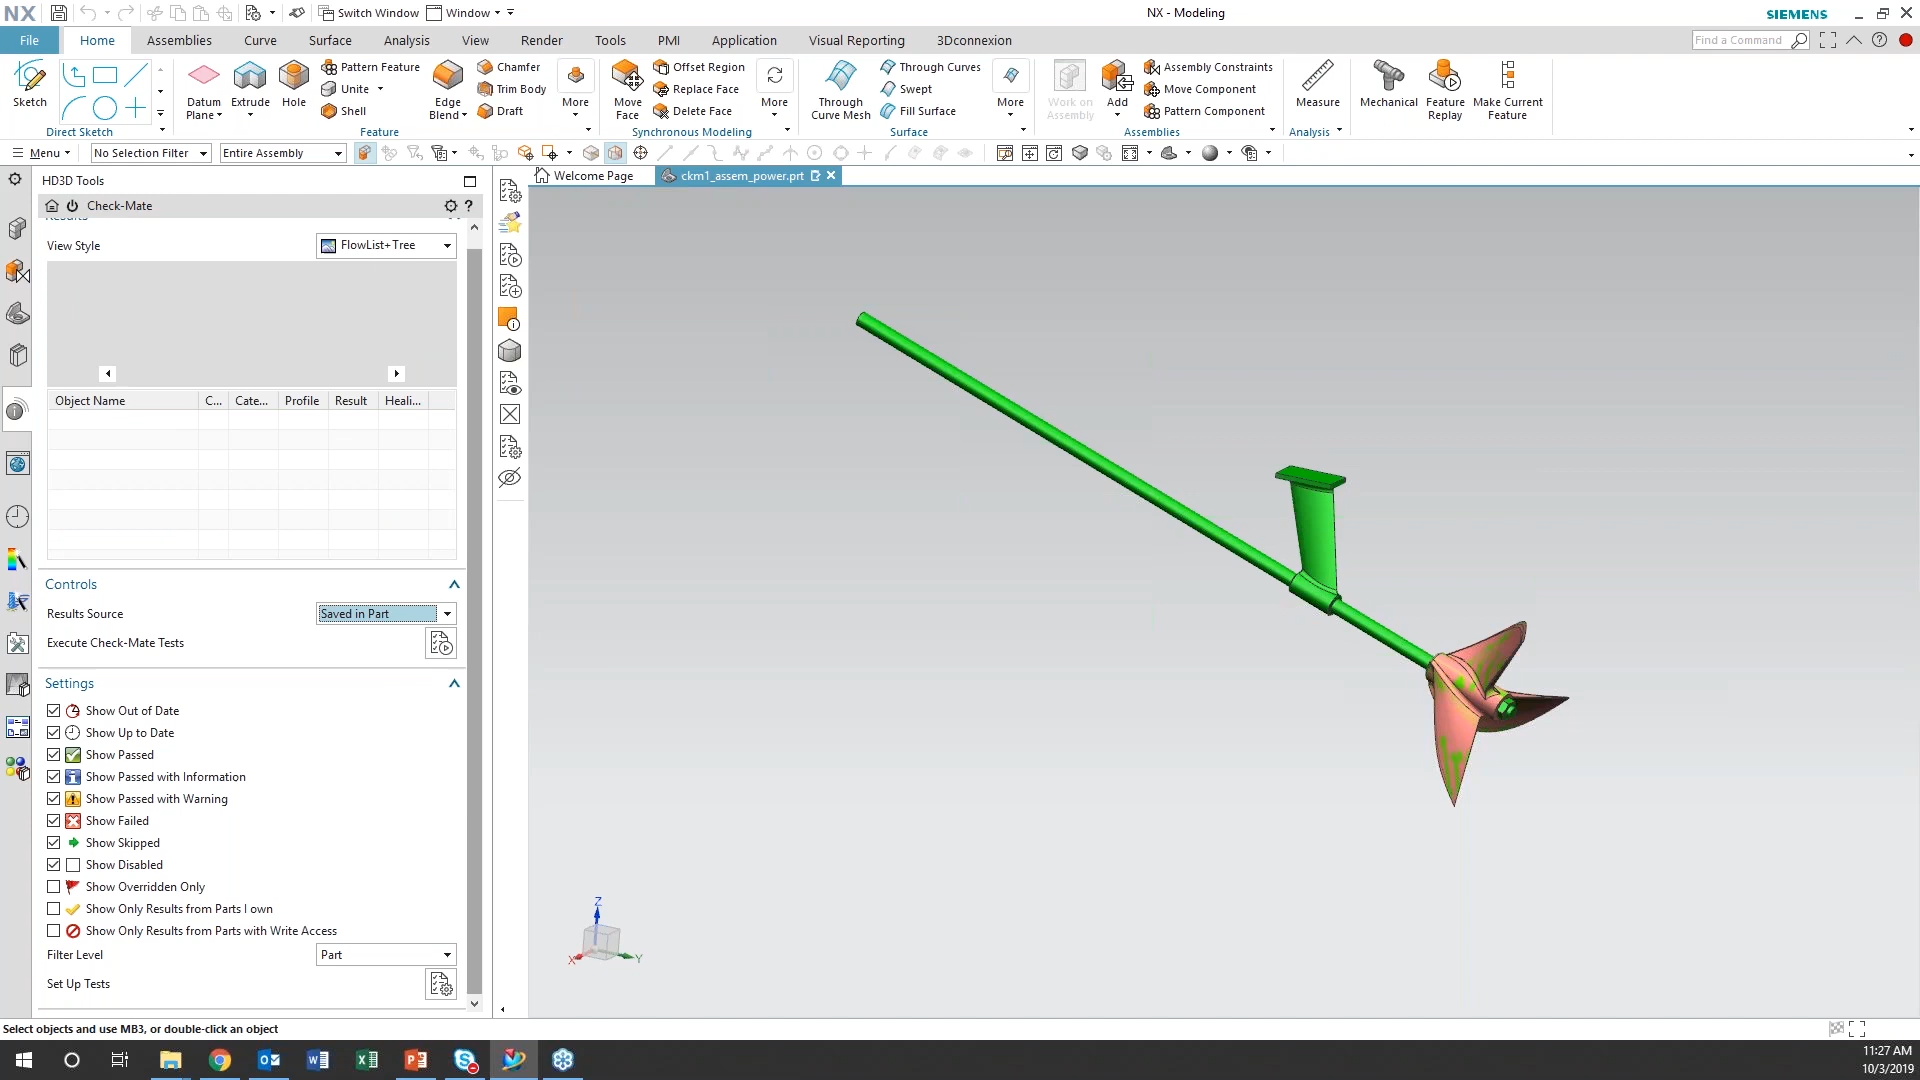 NX Switch Window Window NX - Modeling SIEMENS
File Home Assemblies Curve Surface Analysis View Render Tools PMI Application Visual Reporting 3Dconnexion Find a Command
Sketch
Direct Sketch
Datum Plane
Extrude
Hole
Pattern Feature
Unite
Shell
Edge Blend
Chamfer
Trim Body
Draft
More
Feature
Move Face
Offset Region
Replace Face
Delete Face
More
Synchronous Modeling
Through Curve Mesh
Through Curves
Swept
Fill Surface
More
Surface
Work on Assembly
Add
Assembly Constraints
Move Component
Pattern Component
Assemblies
Measure
Analysis
Mechanical
Feature Replay
Make Current Feature
Menu No Selection Filter Entire Assembly
HD3D Tools
Welcome Page ckm1_assem_power.prt
Check-Mate
View Style FlowList+Tree
Object Name C... Cate... Profile Result Heali...
Controls
Results Source Saved in Part
Execute Check-Mate Tests
Settings
Show Out of Date
Show Up to Date
Show Passed
Show Passed with Information
Show Passed with Warning
Show Failed
Show Skipped
Show Disabled
Show Overridden Only
Show Only Results from Parts I own
Show Only Results from Parts with Write Access
Filter Level Part
Set Up Tests
Z
X Y
Select objects and use MB3, or double-click an object
11:27 AM
10/3/2019